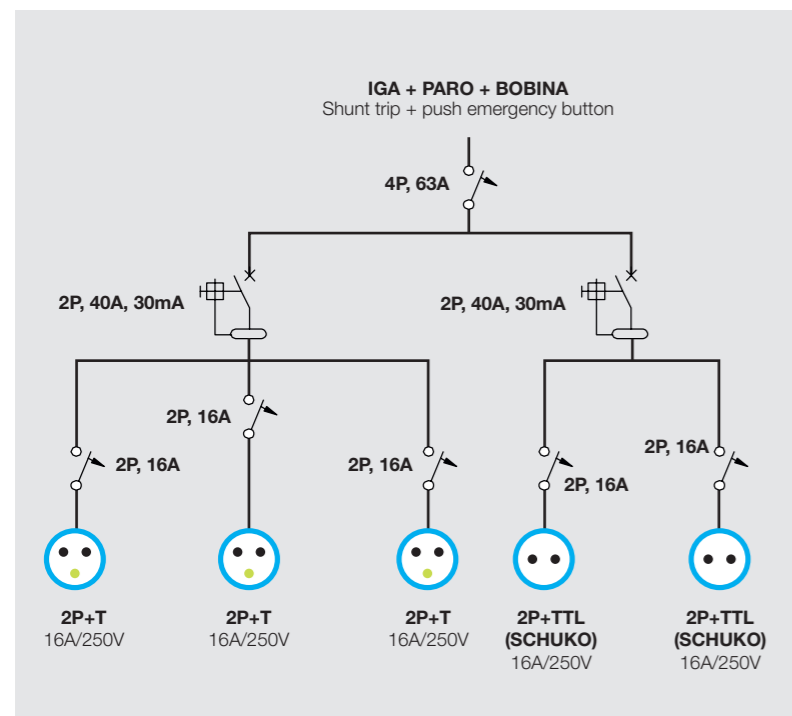 IGA + PARO + BOBINA
Shunt trip + push emergency button
4P, 63A
2P, 40A, 30mA
2P, 40A, 30mA
2P, 16A
2P, 16A
2P, 16A
2P, 16A
2P, 16A
2P+T
16A/250V
2P+T
16A/250V
2P+T
16A/250V
2P+TTL
(SCHUKO)
16A/250V
2P+TTL
(SCHUKO)
16A/250V